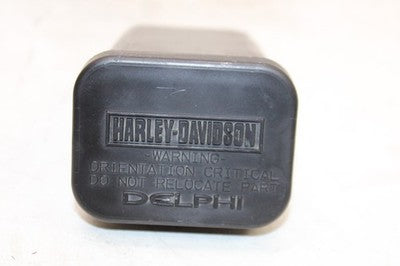 HARLEY-DAVIDSON
-WARNING-
ORIENTATION CRITICAL
DO NOT RELOCATE PART
DELPHI